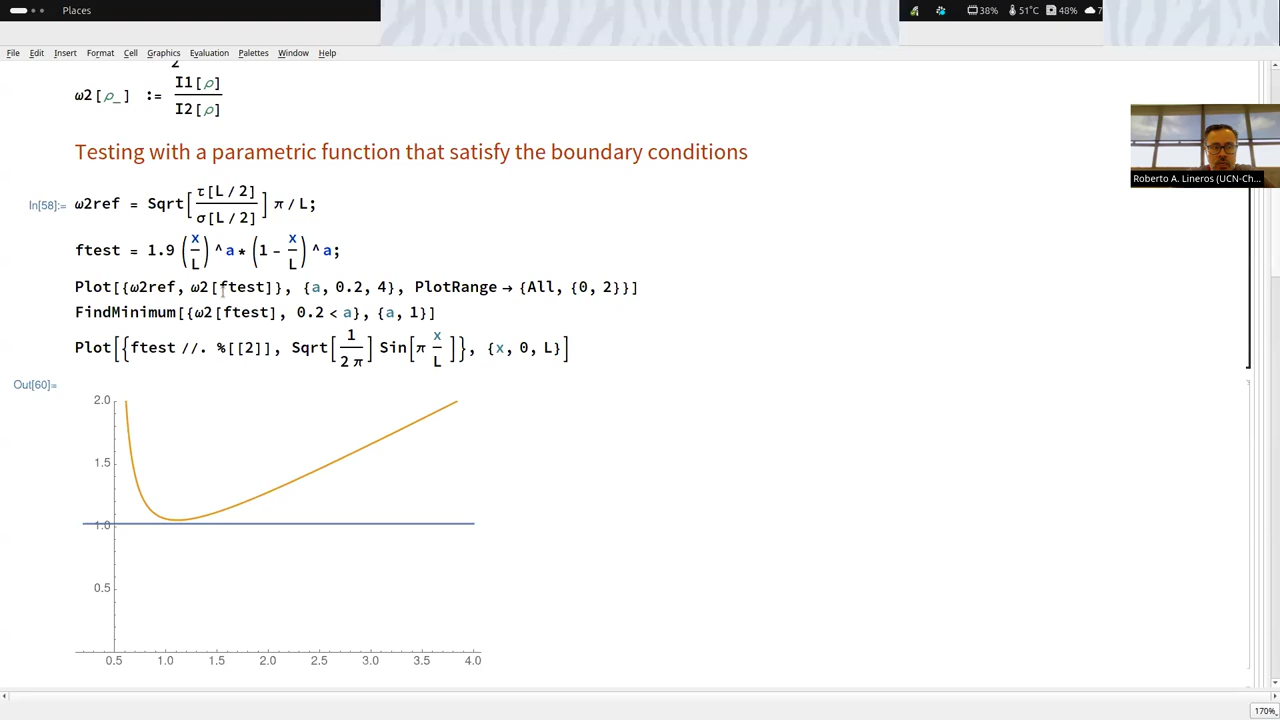 Places
38% 51°C 48% 7
File Edit Insert Format Cell Graphics Evaluation Palettes Window Help
2
ω2[ρ_] := I1[ρ]
I2[ρ]
Testing with a parametric function that satisfy the boundary conditions
In[58]:= ω2ref = Sqrt[τ[L / 2]
σ[L / 2]] π / L;
ftest = 1.9 (x
L)^a * (1 - x
L)^a;
Plot[{ω2ref, ω2[ftest]}, {a, 0.2, 4}, PlotRange → {All, {0, 2}}]
FindMinimum[{ω2[ftest], 0.2 < a}, {a, 1}]
Plot[{ftest //. %[[2]], Sqrt[1
2 π] Sin[π x
L]}, {x, 0, L}]
Out[60]=
2.0
1.5
1.0
0.5
0.5 1.0 1.5 2.0 2.5 3.0 3.5 4.0
Roberto A. Lineros (UCN-Ch...
170%